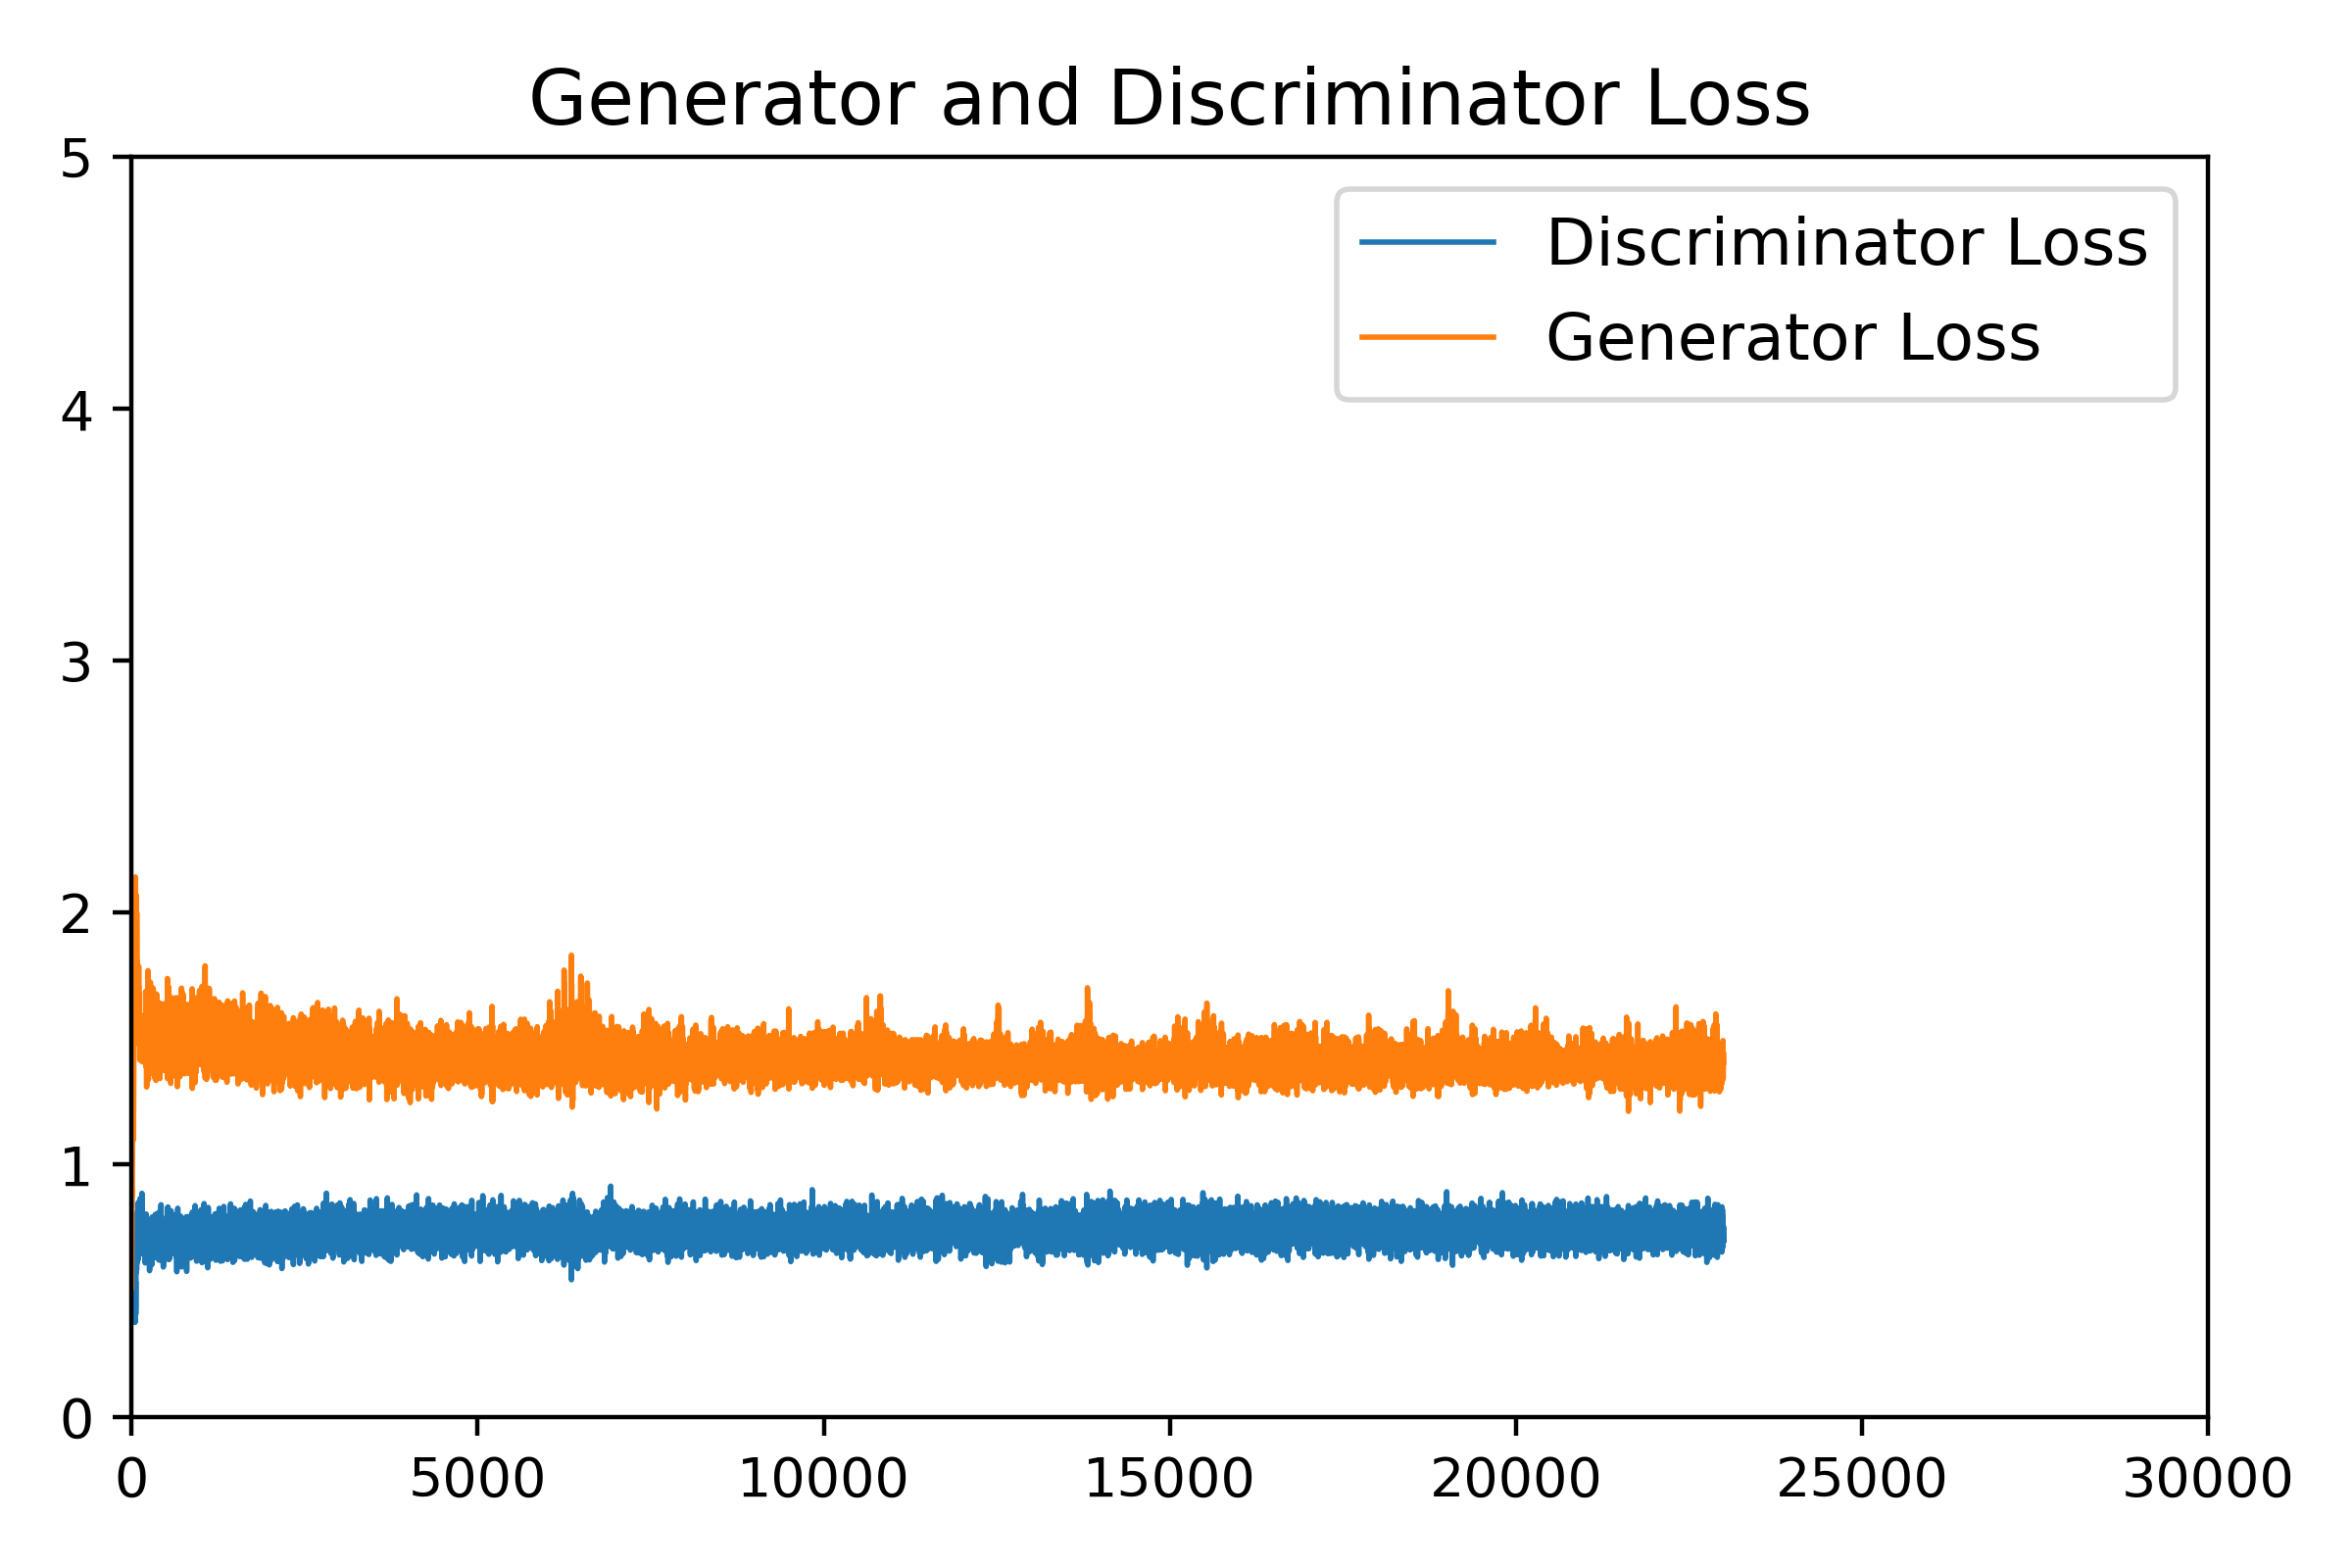 Generator and Discriminator Loss
5
Discriminator Loss
Generator Loss
4
3
2
1
0
0 5000 10000 15000 20000 25000 30000